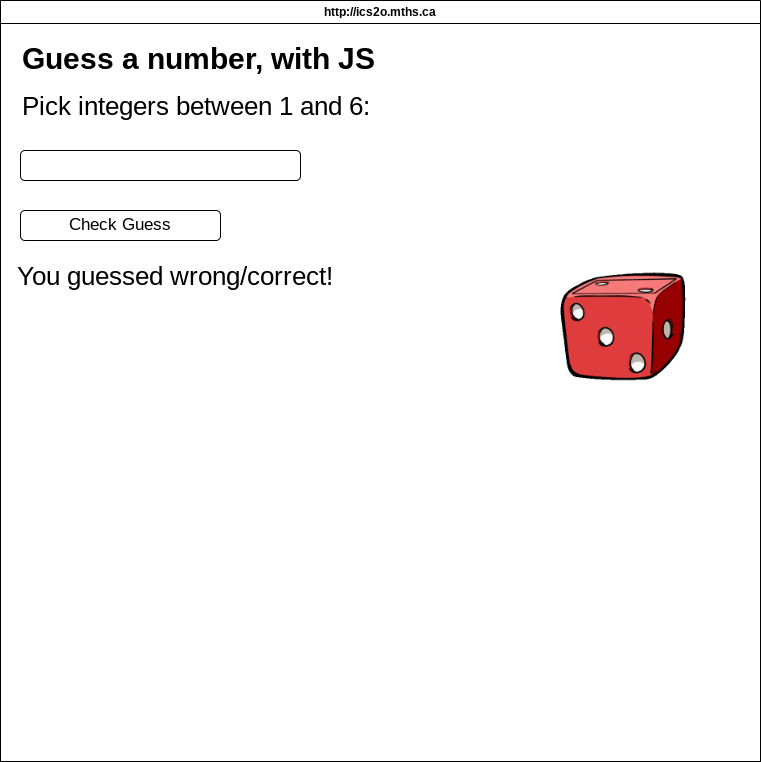 http://ics2o.mths.ca
Guess a number, with JS
Pick integers between 1 and 6:
Check Guess
You guessed wrong/correct!